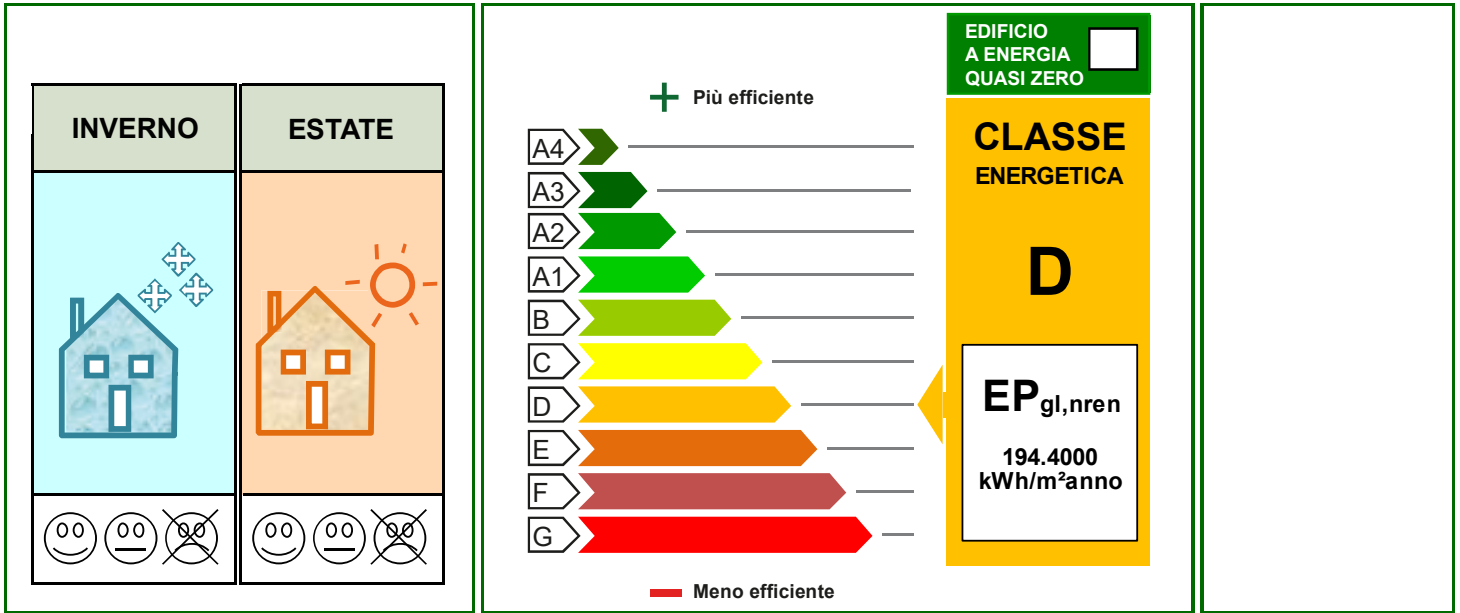 INVERNO
ESTATE
Più efficiente
A4
A3
A2
A1
B
C
D
E
F
G
Meno efficiente
EDIFICIO
A ENERGIA
QUASI ZERO
CLASSE
ENERGETICA
D
EPgl,nren
194.4000
kWh/m²anno